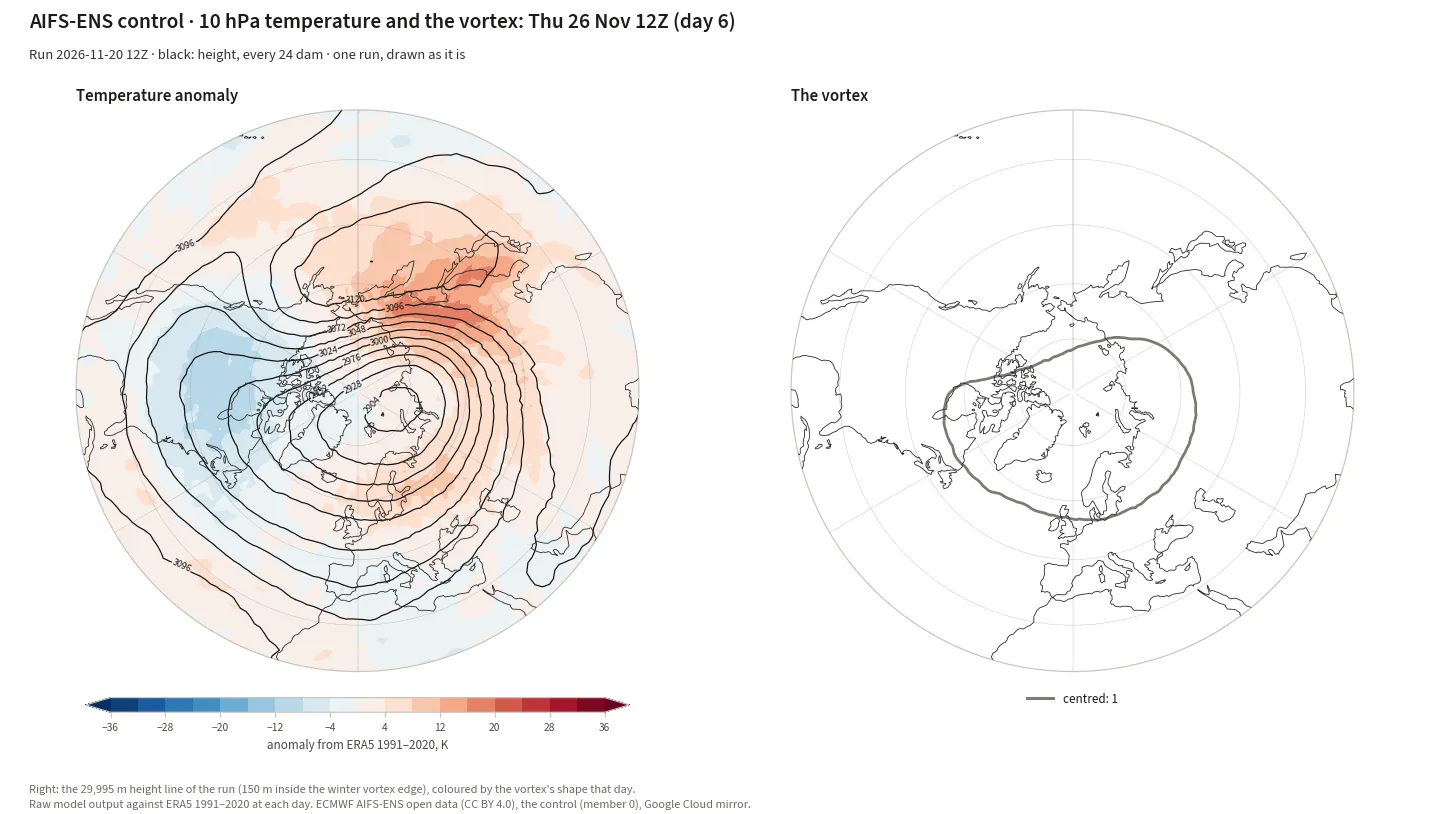 AIFS-ENS control · 10 hPa temperature and the vortex: Thu 26 Nov 12Z (day 6)
Run 2026-11-20 12Z · black: height, every 24 dam · one run, drawn as it is
Temperature anomaly
The vortex
3096
3120
3096
3072
3048
3000
3024
2976
2928
2904
3096
centred: 1
−36 −28 −20 −12 −4 4 12 20 28 36
anomaly from ERA5 1991–2020, K
Right: the 29,995 m height line of the run (150 m inside the winter vortex edge), coloured by the vortex's shape that day.
Raw model output against ERA5 1991–2020 at each day. ECMWF AIFS-ENS open data (CC BY 4.0), the control (member 0), Google Cloud mirror.